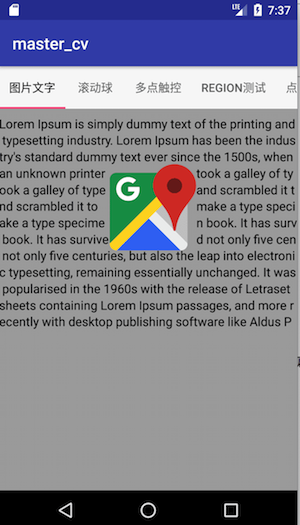 LTE 7:37
master_cv
图片文字 滚动球 多点触控 REGION测试 点
Lorem Ipsum is simply dummy text of the printing and
typesetting industry. Lorem Ipsum has been the indus
try's standard dummy text ever since the 1500s, when
an unknown printer took a galley of ty
ook a galley of type and scrambled it t
and scrambled it to make a type speci
ake a type specime n book. It has surv
book. It has survive d not only five cen
not only five centuries, but also the leap into electroni
c typesetting, remaining essentially unchanged. It was
popularised in the 1960s with the release of Letraset
sheets containing Lorem Ipsum passages, and more r
ecently with desktop publishing software like Aldus P
G